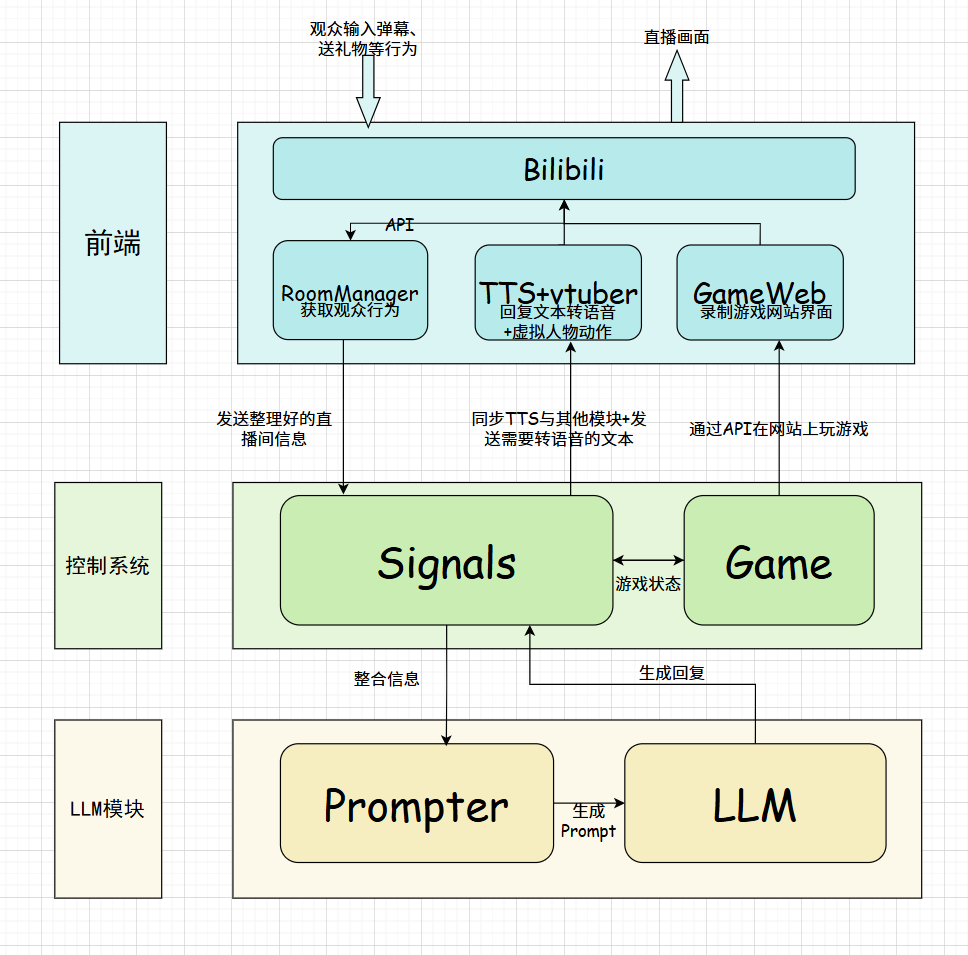 观众输入弹幕、
送礼物等行为
直播画面
前端
Bilibili
API
RoomManager
获取观众行为
TTS+vtuber
回复文本转语音
+虚拟人物动作
GameWeb
录制游戏网站界面
发送整理好的直
播间信息
同步TTS与其他模块+发
送需要转语音的文本
通过API在网站上玩游戏
控制系统
Signals
游戏状态
Game
整合信息
生成回复
LLM模块
Prompter
生成
Prompt
LLM